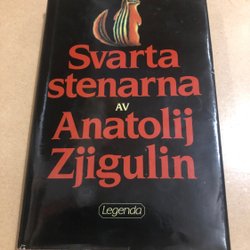 Svarta
stenarna
AV
Anatolij
Zjigulin
Legenda